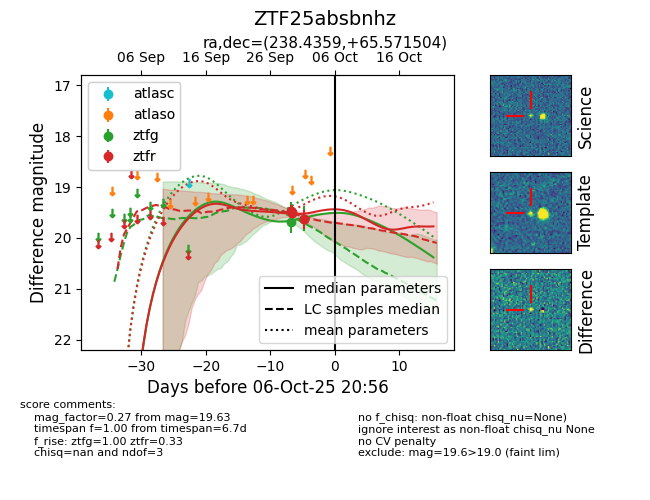 ZTF25absbnhz
ra,dec=(238.4359,+65.571504)
06 Sep 16 Sep 26 Sep 06 Oct 16 Oct
17
18
19
20
21
22
Difference magnitude
atlasc
atlaso
ztfg
ztfr
median parameters
LC samples median
mean parameters
−30 −20 −10 0 10
Days before 06-Oct-25 20:56
Science
Template
Difference
score comments:
mag_factor=0.27 from mag=19.63
timespan f=1.00 from timespan=6.7d
f_rise: ztfg=1.00 ztfr=0.33
chisq=nan and ndof=3
no f_chisq: non-float chisq_nu=None)
ignore interest as non-float chisq_nu None
no CV penalty
exclude: mag=19.6>19.0 (faint lim)